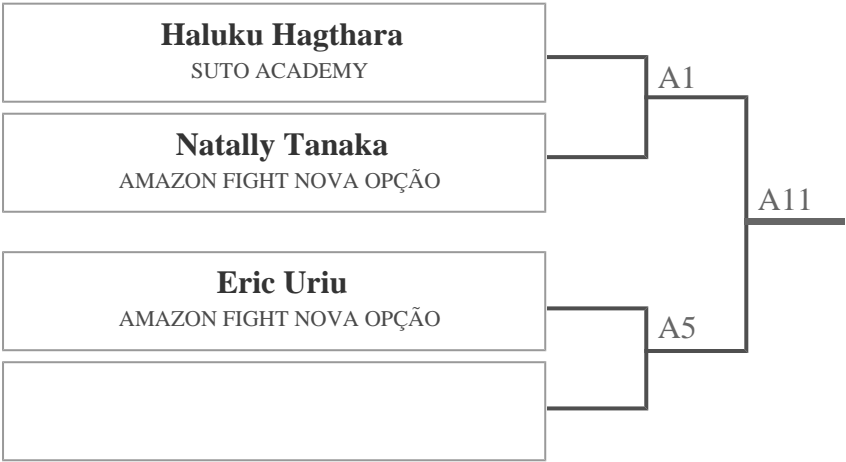 Haluku Hagthara
SUTO ACADEMY
A1
Natally Tanaka
AMAZON FIGHT NOVA OPÇÃO
A11
Eric Uriu
AMAZON FIGHT NOVA OPÇÃO
A5